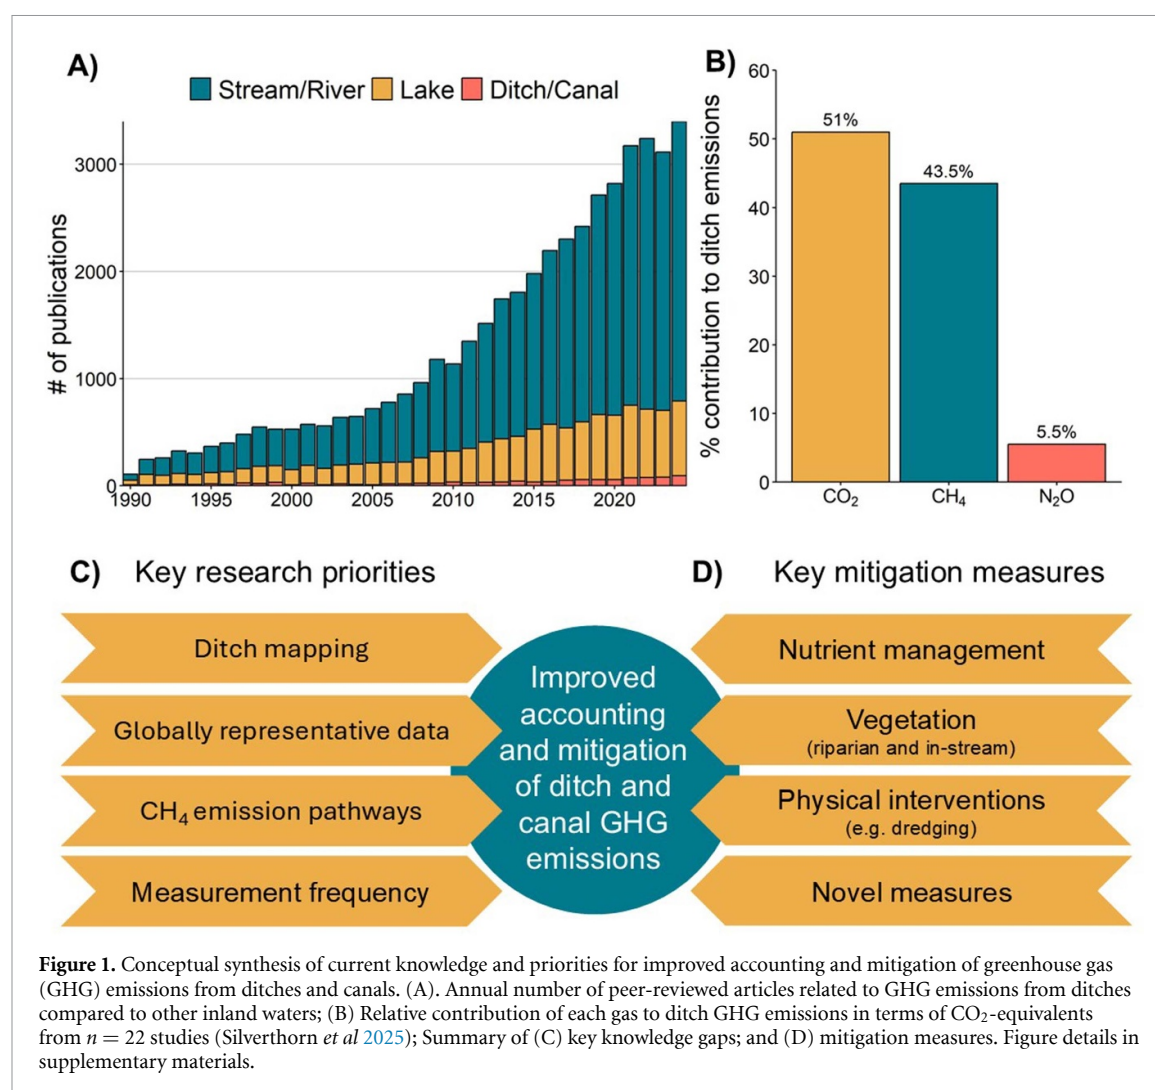 A)
Stream/River Lake Ditch/Canal
# of publications
3000
2000
1000
0
1990 1995 2000 2005 2010 2015 2020
B)
% contribution to ditch emissions
60
50
40
30
20
10
0
51%
43.5%
5.5%
CO₂ CH₄ N₂O
C) Key research priorities
Ditch mapping
Globally representative data
CH₄ emission pathways
Measurement frequency
Improved
accounting
and mitigation
of ditch and
canal GHG
emissions
D) Key mitigation measures
Nutrient management
Vegetation
(riparian and in-stream)
Physical interventions
(e.g. dredging)
Novel measures
Figure 1. Conceptual synthesis of current knowledge and priorities for improved accounting and mitigation of greenhouse gas
(GHG) emissions from ditches and canals. (A). Annual number of peer-reviewed articles related to GHG emissions from ditches
compared to other inland waters; (B) Relative contribution of each gas to ditch GHG emissions in terms of CO₂-equivalents
from n = 22 studies (Silverthorn et al 2025); Summary of (C) key knowledge gaps; and (D) mitigation measures. Figure details in
supplementary materials.